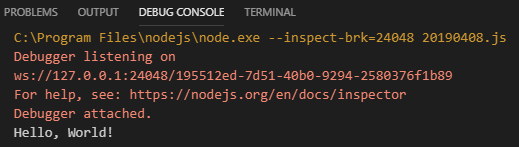 PROBLEMS OUTPUT DEBUG CONSOLE TERMINAL
C:\Program Files\nodejs\node.exe --inspect-brk=24048 20190408.js
Debugger listening on
ws://127.0.0.1:24048/195512ed-7d51-40b0-9294-2580376f1b89
For help, see: https://nodejs.org/en/docs/inspector
Debugger attached.
Hello, World!